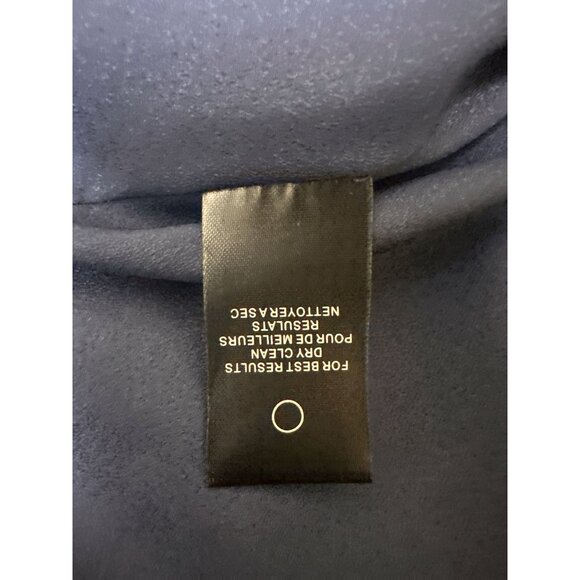 FOR BEST RESULTS
DRY CLEAN
POUR DE MEILLEURS
RESULATS
NETTOYER A SEC